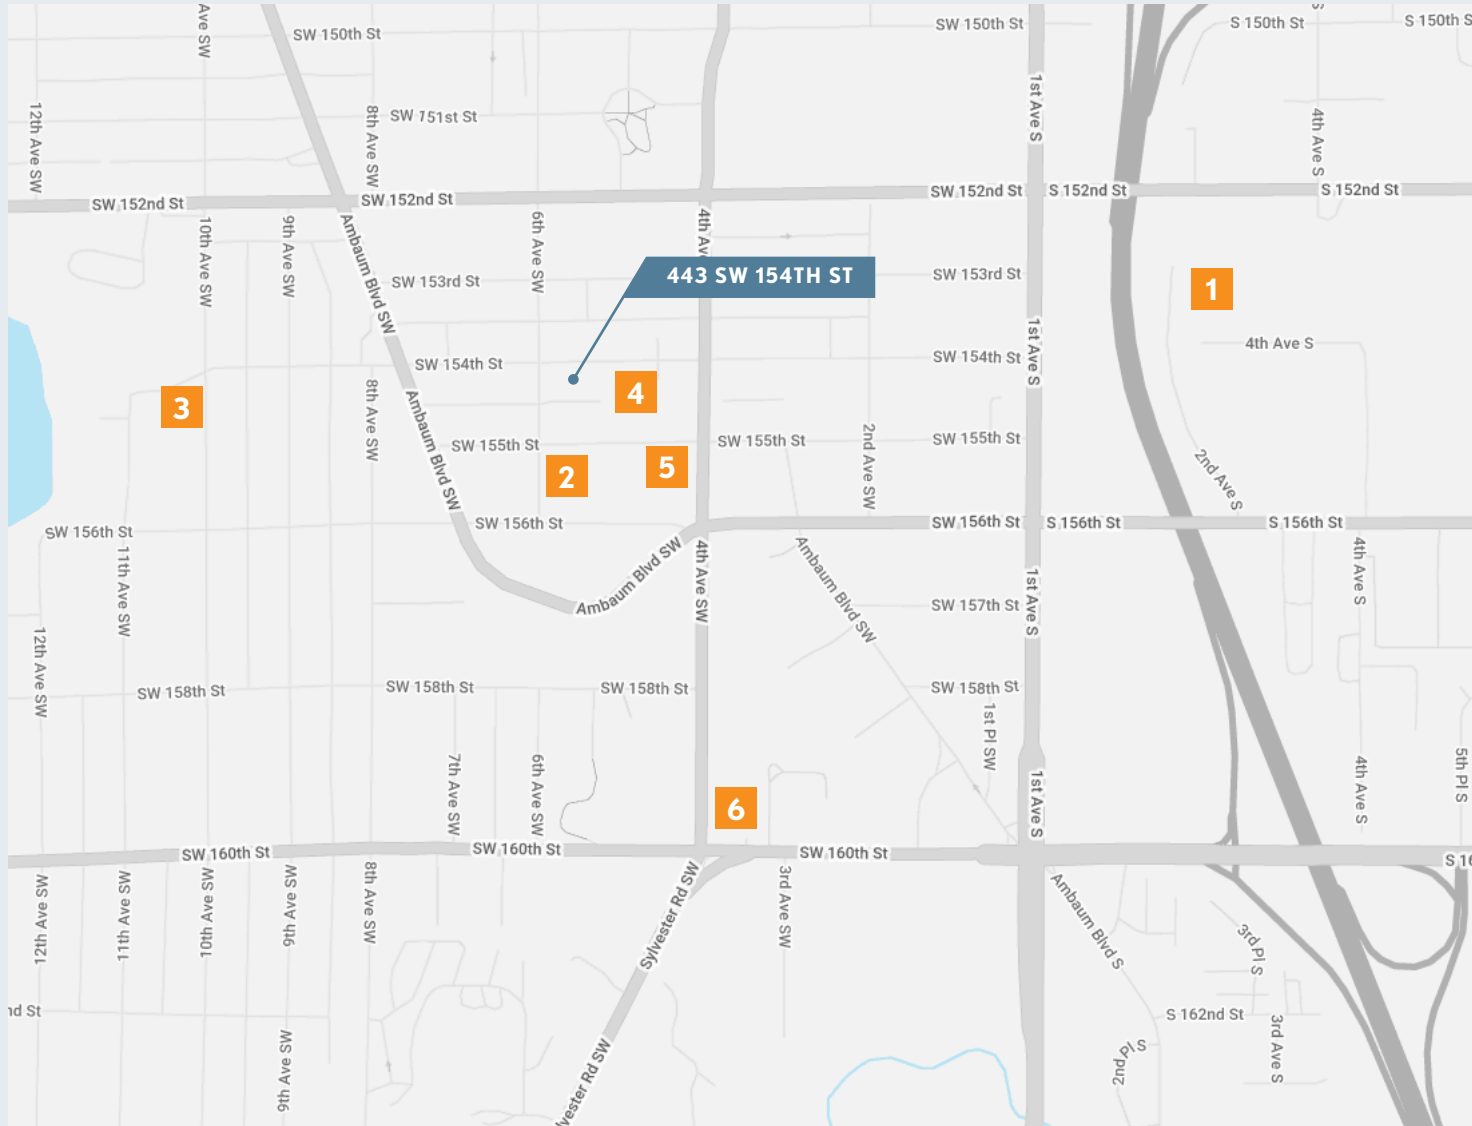 Ave SW
SW 150th St
SW 150th St
S 150th St
S 150th S
S
12th Ave SW
8th Ave SW
SW 151st St
1st Ave S
4th Ave S
SW 152nd St
SW 152nd St
SW 152nd St
S 152nd St
S 152nd St
10th Ave SW
9th Ave SW
Ambaum Blvd SW
6th Ave SW
4th Ave
SW 153rd St
443 SW 154TH ST
SW 153rd St
1
1st Ave S
4th Ave S
SW 154th St
SW 154th St
3
8th Ave SW
Ambaum Blvd SW
4
SW 155th St
SW 155th St
2nd Ave SW
SW 155th St
2
5
2nd Ave S
SW 156th St
SW 156th St
SW 156th St
S 156th St
S 156th St
11th Ave SW
Ambaum Blvd SW
4th Ave SW
Ambaum Blvd SW
SW 157th St
1st Ave S
4th Ave S
12th Ave SW
SW 158th St
SW 158th St
SW 158th St
SW 158th St
1st Pl SW
7th Ave SW
6th Ave SW
6
1st Ave S
4th Ave S
5th Pl S
SW 160th St
SW 160th St
SW 160th St
S 16
12th Ave SW
11th Ave SW
10th Ave SW
9th Ave SW
8th Ave SW
Sylvester Rd SW
3rd Ave SW
Ambaum Blvd S
3rd Pl S
nd St
S 162nd St
9th Ave SW
lvester Rd SW
2nd Pl S
3rd Ave S